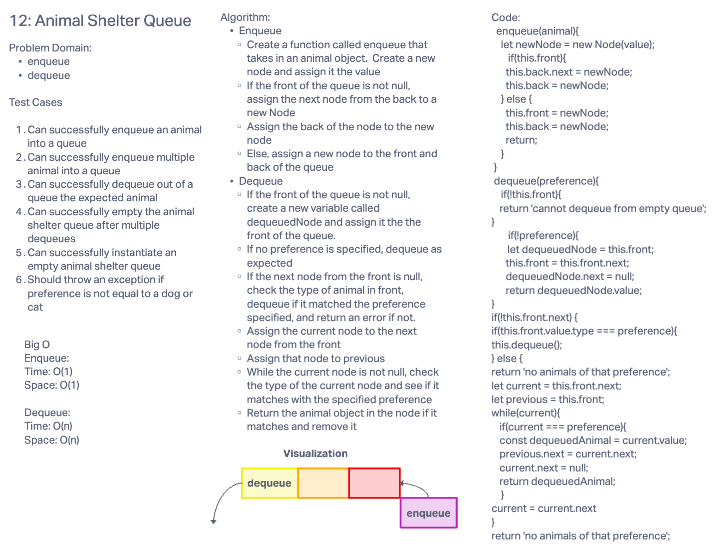 12: Animal Shelter Queue
Problem Domain:
• enqueue
• dequeue
Test Cases
1. Can successfully enqueue an animal
into a queue
2. Can successfully enqueue multiple
animal into a queue
3. Can successfully dequeue out of a
queue the expected animal
4. Can successfully empty the animal
shelter queue after multiple
dequeues
5. Can successfully instantiate an
empty animal shelter queue
6. Should throw an exception if
preference is not equal to a dog or
cat
Big O
Enqueue:
Time: O(1)
Space: O(1)
Dequeue:
Time: O(n)
Space: O(n)
Algorithm:
• Enqueue
◦ Create a function called enqueue that
takes in an animal object. Create a new
node and assign it the value
◦ If the front of the queue is not null,
assign the next node from the back to a
new Node
◦ Assign the back of the node to the new
node
◦ Else, assign a new node to the front and
back of the queue
• Dequeue
◦ If the front of the queue is not null,
create a new variable called
dequeuedNode and assign it the the
front of the queue.
◦ If no preference is specified, dequeue as
expected
◦ If the next node from the front is null,
check the type of animal in front,
dequeue if it matched the preference
specified, and return an error if not.
◦ Assign the current node to the next
node from the front
◦ Assign that node to previous
◦ While the current node is not null, check
the type of the current node and see if it
matches with the specified preference
◦ Return the animal object in the node if it
matches and remove it
Visualization
dequeue
enqueue
Code:
enqueue(animal){
let newNode = new Node(value);
if(this.front){
this.back.next = newNode;
this.back = newNode;
} else {
this.front = newNode;
this.back = newNode;
return;
}
}
dequeue(preference){
if(!this.front){
return 'cannot dequeue from empty queue';
}
if(!preference){
let dequeuedNode = this.front;
this.front = this.front.next;
dequeuedNode.next = null;
return dequeuedNode.value;
}
if(!this.front.next) {
if(this.front.value.type === preference){
this.dequeue();
} else {
return 'no animals of that preference';
let current = this.front.next;
let previous = this.front;
while(current){
if(current === preference){
const dequeuedAnimal = current.value;
previous.next = current.next;
current.next = null;
return dequeuedAnimal;
}
current = current.next
}
return 'no animals of that preference';